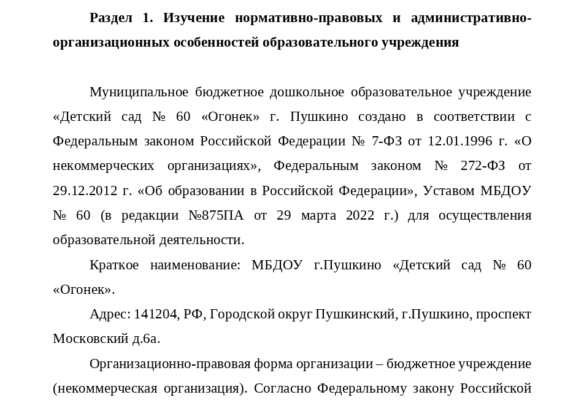 Раздел 1. Изучение нормативно-правовых и административно-
организационных особенностей образовательного учреждения
Муниципальное бюджетное дошкольное образовательное учреждение
«Детский сад № 60 «Огонек» г. Пушкино создано в соответствии с
Федеральным законом Российской Федерации № 7-ФЗ от 12.01.1996 г. «О
некоммерческих организациях», Федеральным законом № 272-ФЗ от
29.12.2012 г. «Об образовании в Российской Федерации», Уставом МБДОУ
№ 60 (в редакции №875ПА от 29 марта 2022 г.) для осуществления
образовательной деятельности.
Краткое наименование: МБДОУ г.Пушкино «Детский сад № 60
«Огонек».
Адрес: 141204, РФ, Городской округ Пушкинский, г.Пушкино, проспект
Московский д.6а.
Организационно-правовая форма организации – бюджетное учреждение
(некоммерческая организация). Согласно Федеральному закону Российской